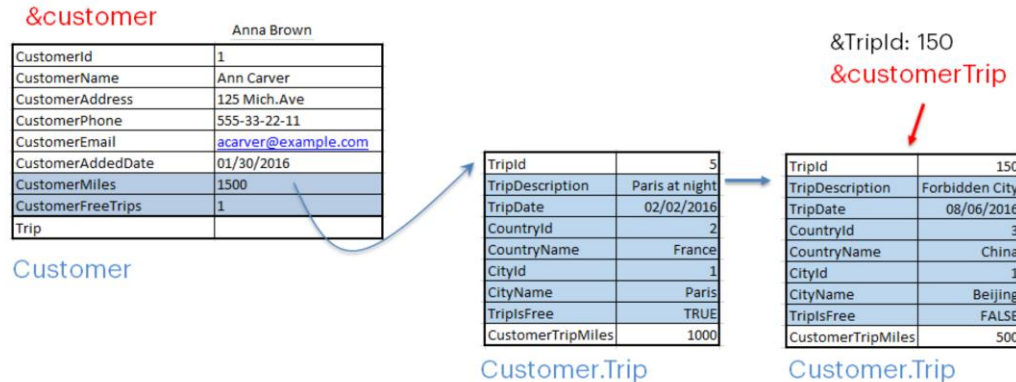 &customer
Anna Brown
CustomerId 1
CustomerName Ann Carver
CustomerAddress 125 Mich.Ave
CustomerPhone 555-33-22-11
CustomerEmail acarver@example.com
CustomerAddedDate 01/30/2016
CustomerMiles 1500
CustomerFreeTrips 1
Trip
Customer
TripId 5
TripDescription Paris at night
TripDate 02/02/2016
CountryId 2
CountryName France
CityId 1
CityName Paris
TripIsFree TRUE
CustomerTripMiles 1000
Customer.Trip
&TripId: 150
&customerTrip
TripId 150
TripDescription Forbidden City
TripDate 08/06/2016
CountryId 3
CountryName China
CityId 1
CityName Beijing
TripIsFree FALSE
CustomerTripMiles 500
Customer.Trip